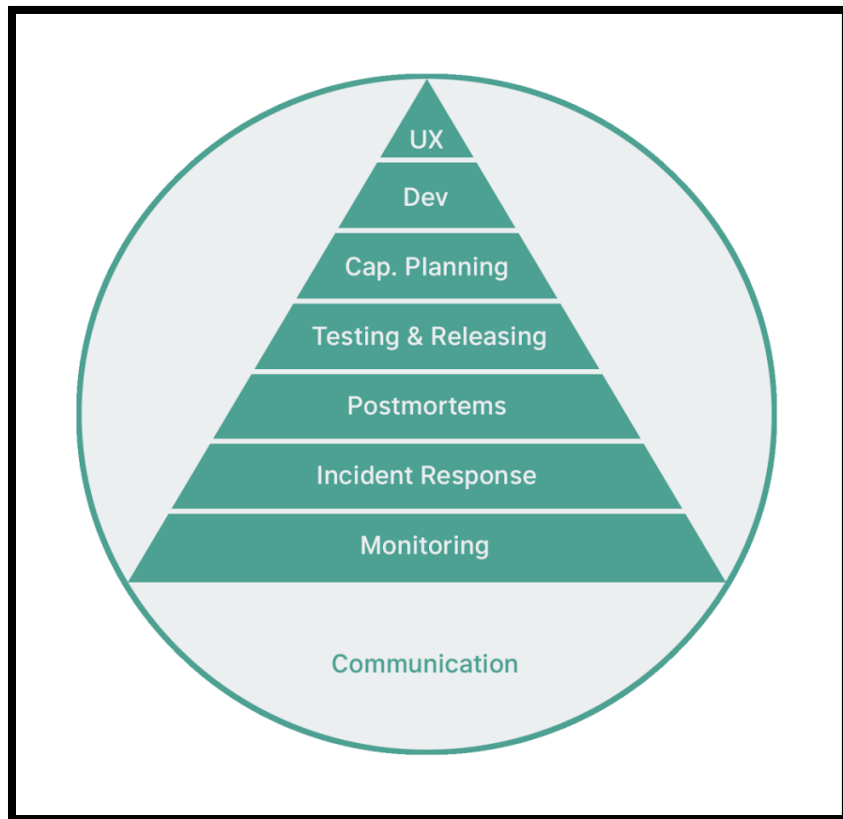 UX
Dev
Cap. Planning
Testing & Releasing
Postmortems
Incident Response
Monitoring
Communication